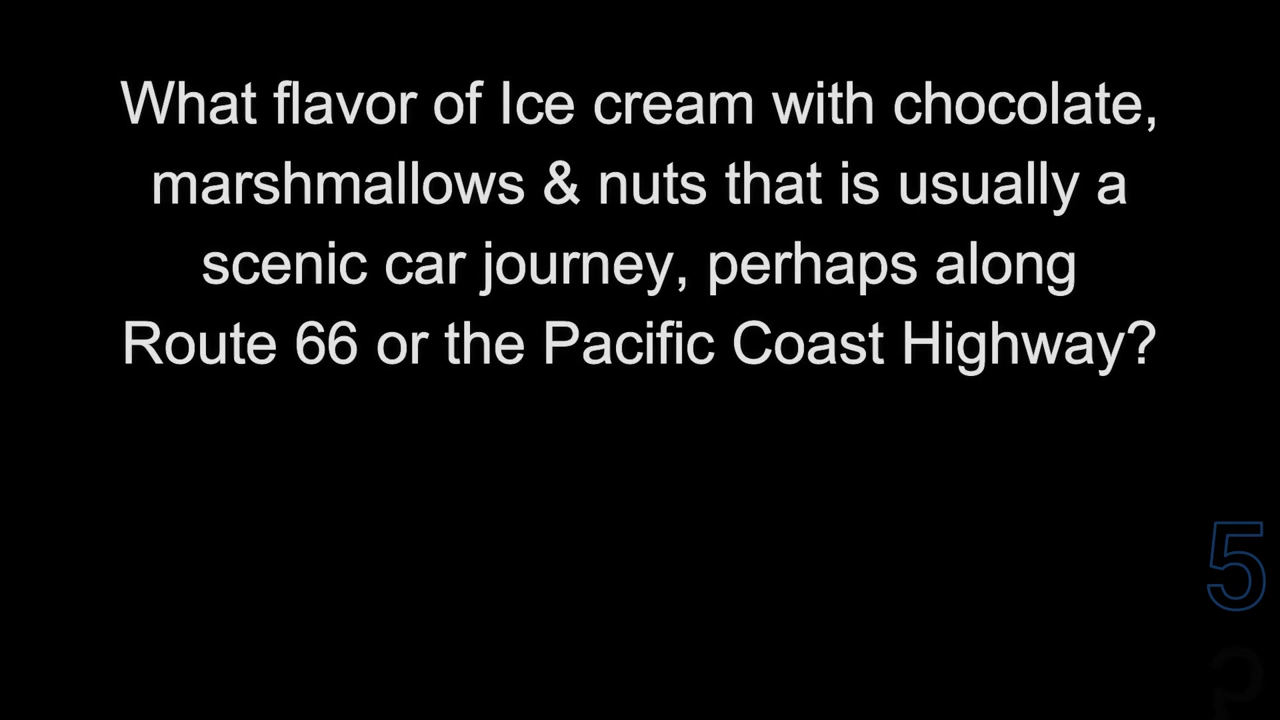 What flavor of Ice cream with chocolate,
marshmallows & nuts that is usually a
scenic car journey, perhaps along
Route 66 or the Pacific Coast Highway?
5